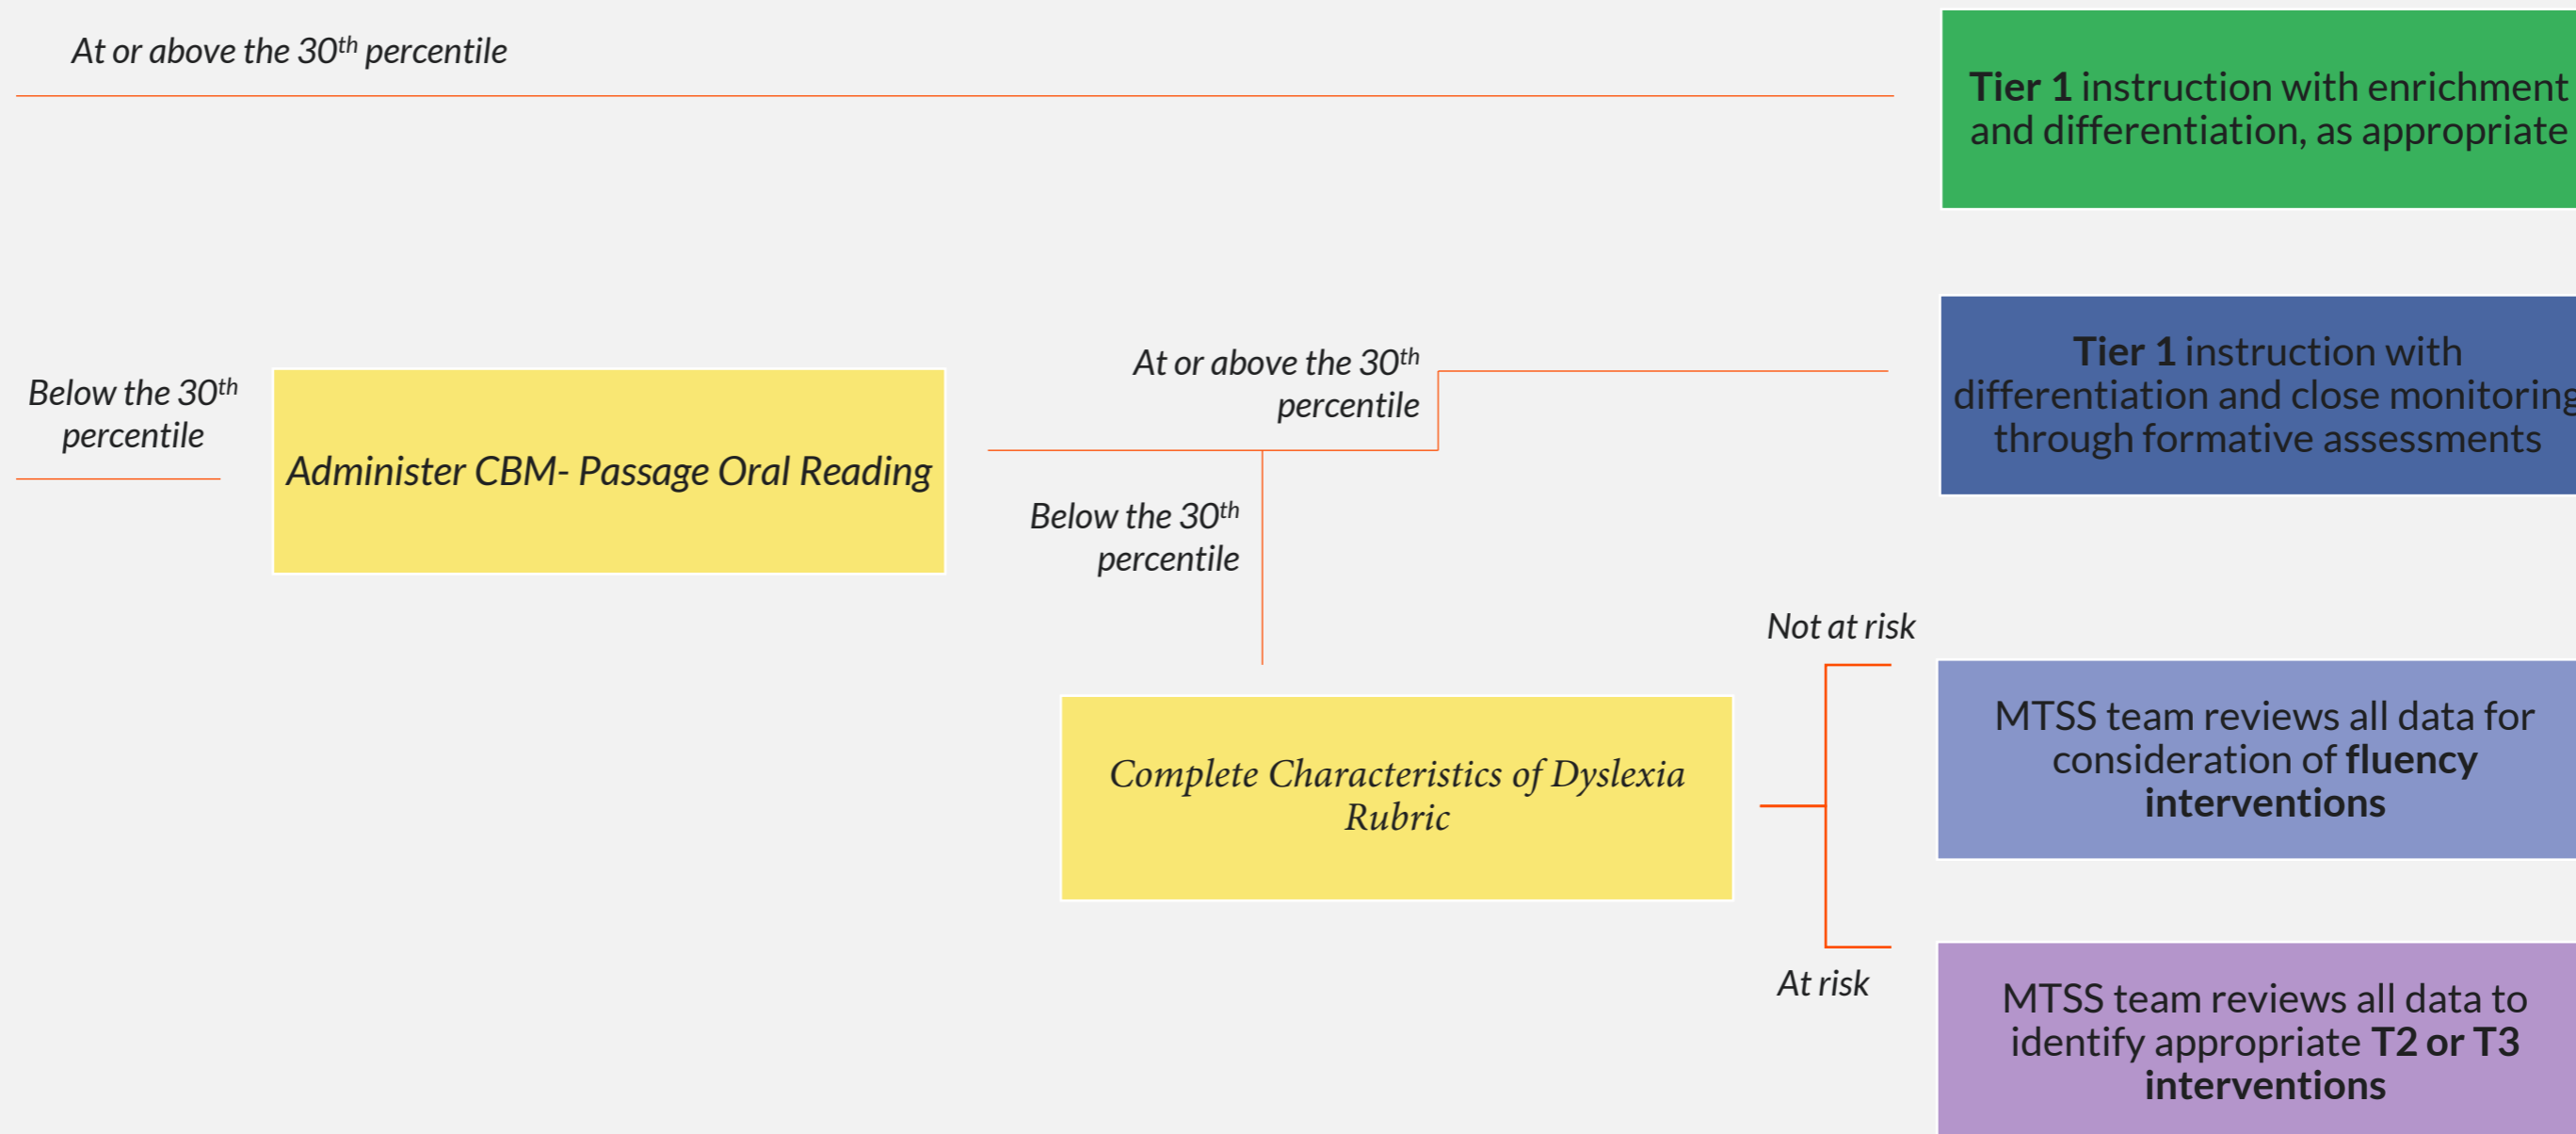 At or above the 30th percentile
Tier 1 instruction with enrichment
and differentiation, as appropriate
Below the 30th
percentile
Administer CBM- Passage Oral Reading
At or above the 30th
percentile
Tier 1 instruction with
differentiation and close monitoring
through formative assessments
Below the 30th
percentile
Complete Characteristics of Dyslexia
Rubric
Not at risk
MTSS team reviews all data for
consideration of fluency
interventions
At risk
MTSS team reviews all data to
identify appropriate T2 or T3
interventions